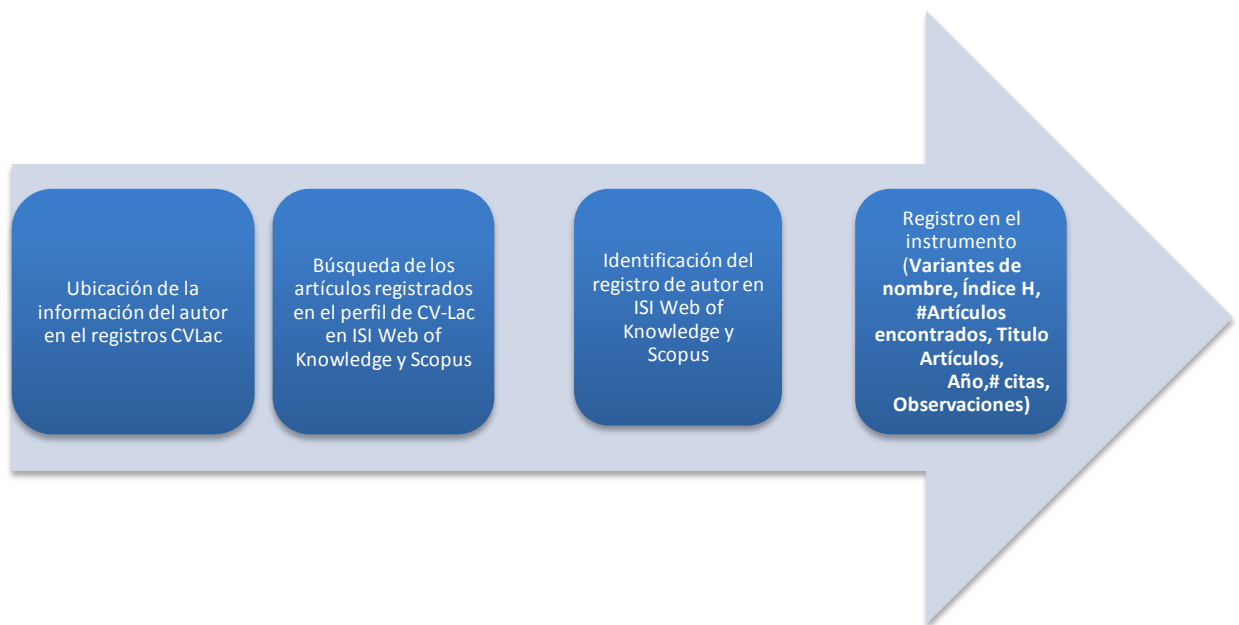 Ubicación de la
información del autor
en el registros CVLac
Búsqueda de los
artículos registrados
en el perfil de CV-Lac
en ISI Web of
Knowledge y Scopus
Identificación del
registro de autor en
ISI Web of
Knowledge y
Scopus
Registro en el
instrumento
(Variantes de
nombre, Índice H,
#Artículos
encontrados, Titulo
Artículos,
Año,# citas,
Observaciones)